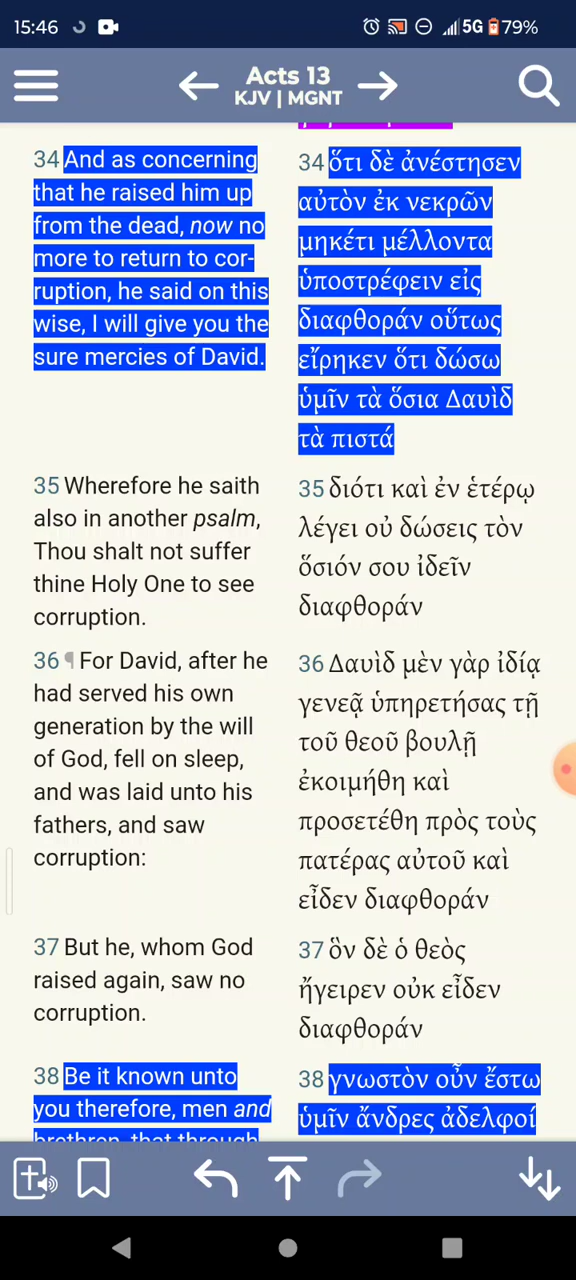 15:46
5G 79%
Acts 13
KJV | MGNT
34 And as concerning
that he raised him up
from the dead, now no
more to return to cor-
ruption, he said on this
wise, I will give you the
sure mercies of David.
35 Wherefore he saith
also in another psalm,
Thou shalt not suffer
thine Holy One to see
corruption.
36 ¶ For David, after he
had served his own
generation by the will
of God, fell on sleep,
and was laid unto his
fathers, and saw
corruption:
37 But he, whom God
raised again, saw no
corruption.
38 Be it known unto
you therefore, men and
brethren, that through
34 ὅτι δὲ ἀνέστησεν
αὐτὸν ἐκ νεκρῶν
μηκέτι μέλλοντα
ὑποστρέφειν εἰς
διαφθοράν οὕτως
εἴρηκεν ὅτι δώσω
ὑμῖν τὰ ὅσια Δαυὶδ
τὰ πιστά
35 διότι καὶ ἐν ἑτέρῳ
λέγει οὐ δώσεις τὸν
ὅσιόν σου ἰδεῖν
διαφθοράν
36 Δαυὶδ μὲν γὰρ ἰδίᾳ
γενεᾷ ὑπηρετήσας τῇ
τοῦ θεοῦ βουλῇ
ἐκοιμήθη καὶ
προσετέθη πρὸς τοὺς
πατέρας αὐτοῦ καὶ
εἶδεν διαφθοράν
37 ὃν δὲ ὁ θεὸς
ἤγειρεν οὐκ εἶδεν
διαφθοράν
38 γνωστὸν οὖν ἔστω
ὑμῖν ἄνδρες ἀδελφοί